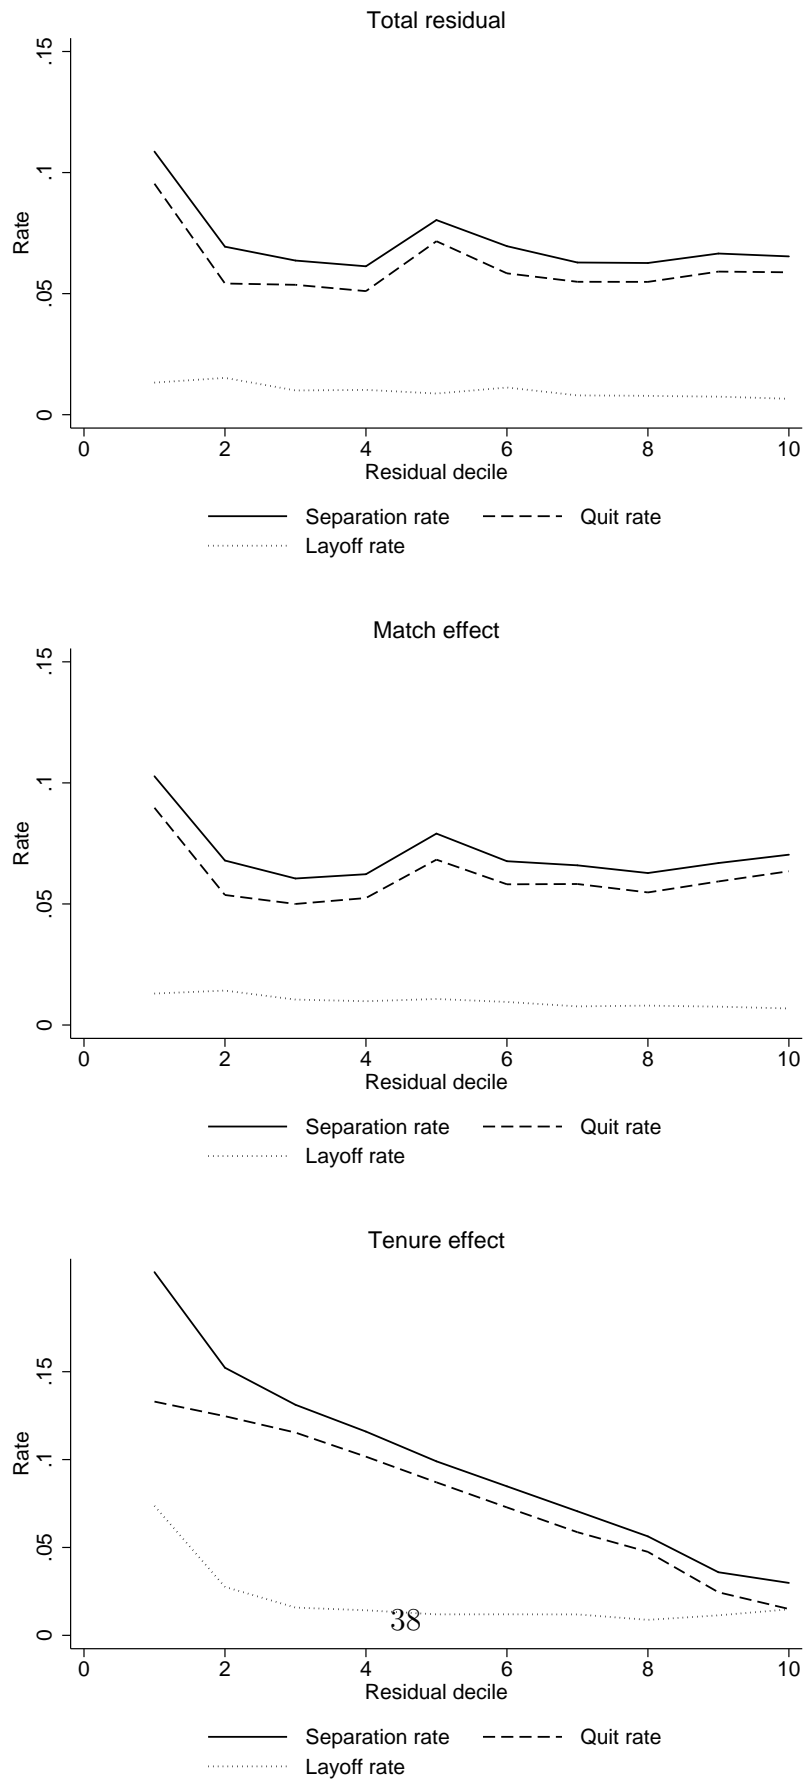 Total residual
.15
.1
.05
0
Rate
0 2 4 6 8 10
Residual decile
Separation rate Quit rate
Layoff rate
Match effect
.15
.1
.05
0
Rate
0 2 4 6 8 10
Residual decile
Separation rate Quit rate
Layoff rate
Tenure effect
.15
.1
.05
0
Rate
38
0 2 4 6 8 10
Residual decile
Separation rate Quit rate
Layoff rate